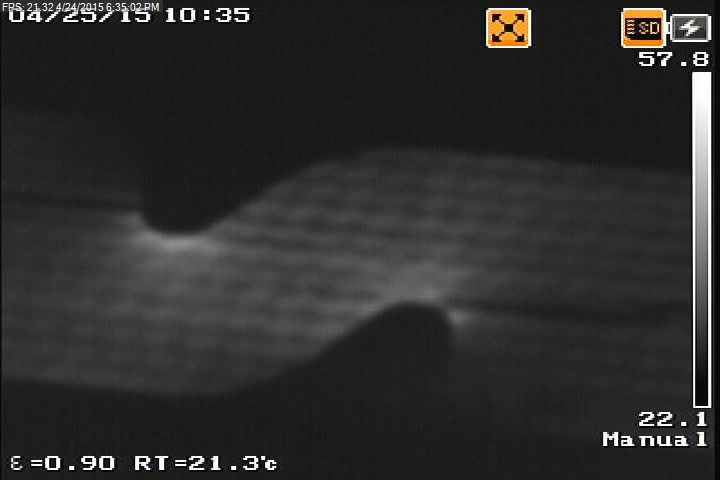 FPS: 21.32 4/24/2015 6:35:02 PM
04/25/15 10:35
SD
57.8
22.1
Manual
ε=0.90 RT=21.3℃